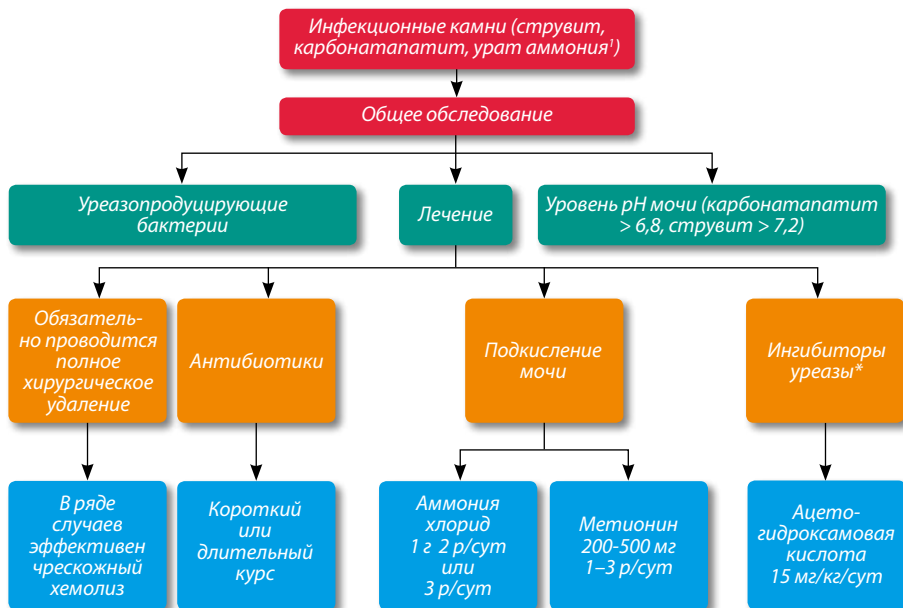 Инфекционные камни (струвит,
карбонатапатит, урат аммония¹)
Общее обследование
Уреазопродуцирующие
бактерии
Лечение
Уровень pH мочи (карбонатапатит
> 6,8, струвит > 7,2)
Обязатель-
но проводится
полное
хирургическое
удаление
Антибиотики
Подкисление
мочи
Ингибиторы
уреазы*
В ряде
случаев
эффективен
чрескожный
хемолиз
Короткий
или
длительный
курс
Аммония
хлорид
1 г 2 р/сут
или
3 р/сут
Метионин
200-500 мг
1–3 р/сут
Ацето-
гидроксамовая
кислота
15 мг/кг/сут